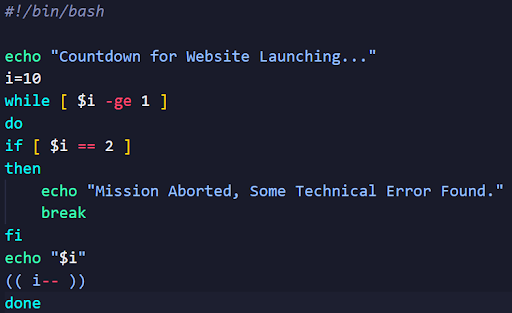 #!/bin/bash
echo "Countdown for Website Launching..."
i=10
while [ $i -ge 1 ]
do
if [ $i == 2 ]
then
    echo "Mission Aborted, Some Technical Error Found."
    break
fi
echo "$i"
(( i-- ))
done